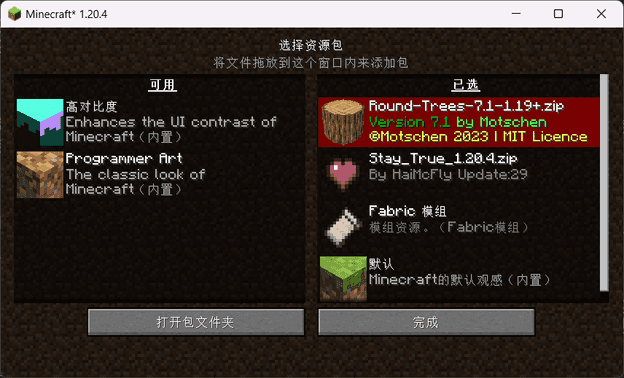 Minecraft* 1.20.4
选择资源包
将文件拖放到这个窗口内来添加包
可用
高对比度
Enhances the UI contrast of
Minecraft（内置）
Programmer Art
The classic look of
Minecraft（内置）
已选
Round-Trees-7.1-1.19+.zip
Version 7.1 by Motschen
©Motschen 2023 | MIT Licence
Stay_True_1.20.4.zip
By HaiMcFly Update:29
Fabric 模组
模组资源。（Fabric模组）
默认
Minecraft的默认观感（内置）
打开包文件夹
完成